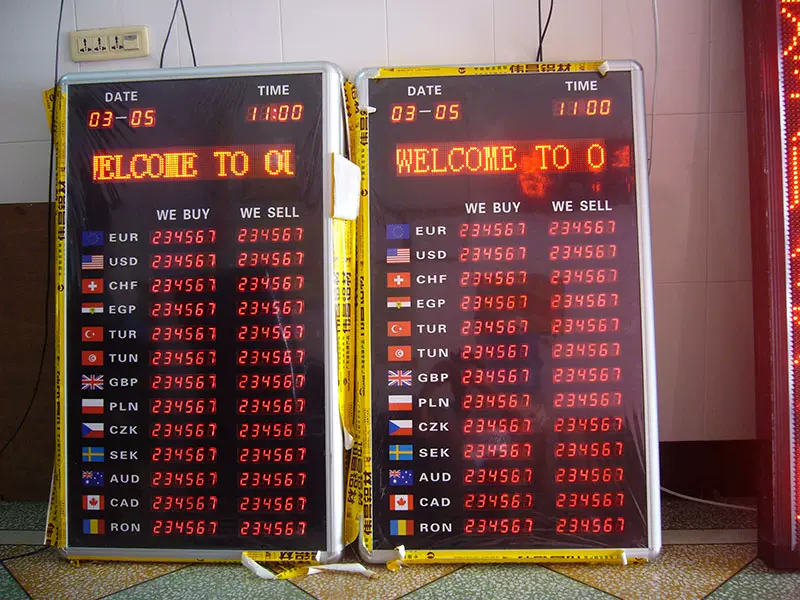 DATE TIME
03-05 11:00
WELCOME TO OU
WE BUY WE SELL
EUR 234567 234567
USD 234567 234567
CHF 234567 234567
EGP 234567 234567
TUR 234567 234567
TUN 234567 234567
GBP 234567 234567
PLN 234567 234567
CZK 234567 234567
SEK 234567 234567
AUD 234567 234567
CAD 234567 234567
RON 234567 234567
伟昌铝材
DATE TIME
03-05 11:00
WELCOME TO O
WE BUY WE SELL
EUR 234567 234567
USD 234567 234567
CHF 234567 234567
EGP 234567 234567
TUR 234567 234567
TUN 234567 234567
GBP 234567 234567
PLN 234567 234567
CZK 234567 234567
SEK 234567 234567
AUD 234567 234567
CAD 234567 234567
RON 234567 234567